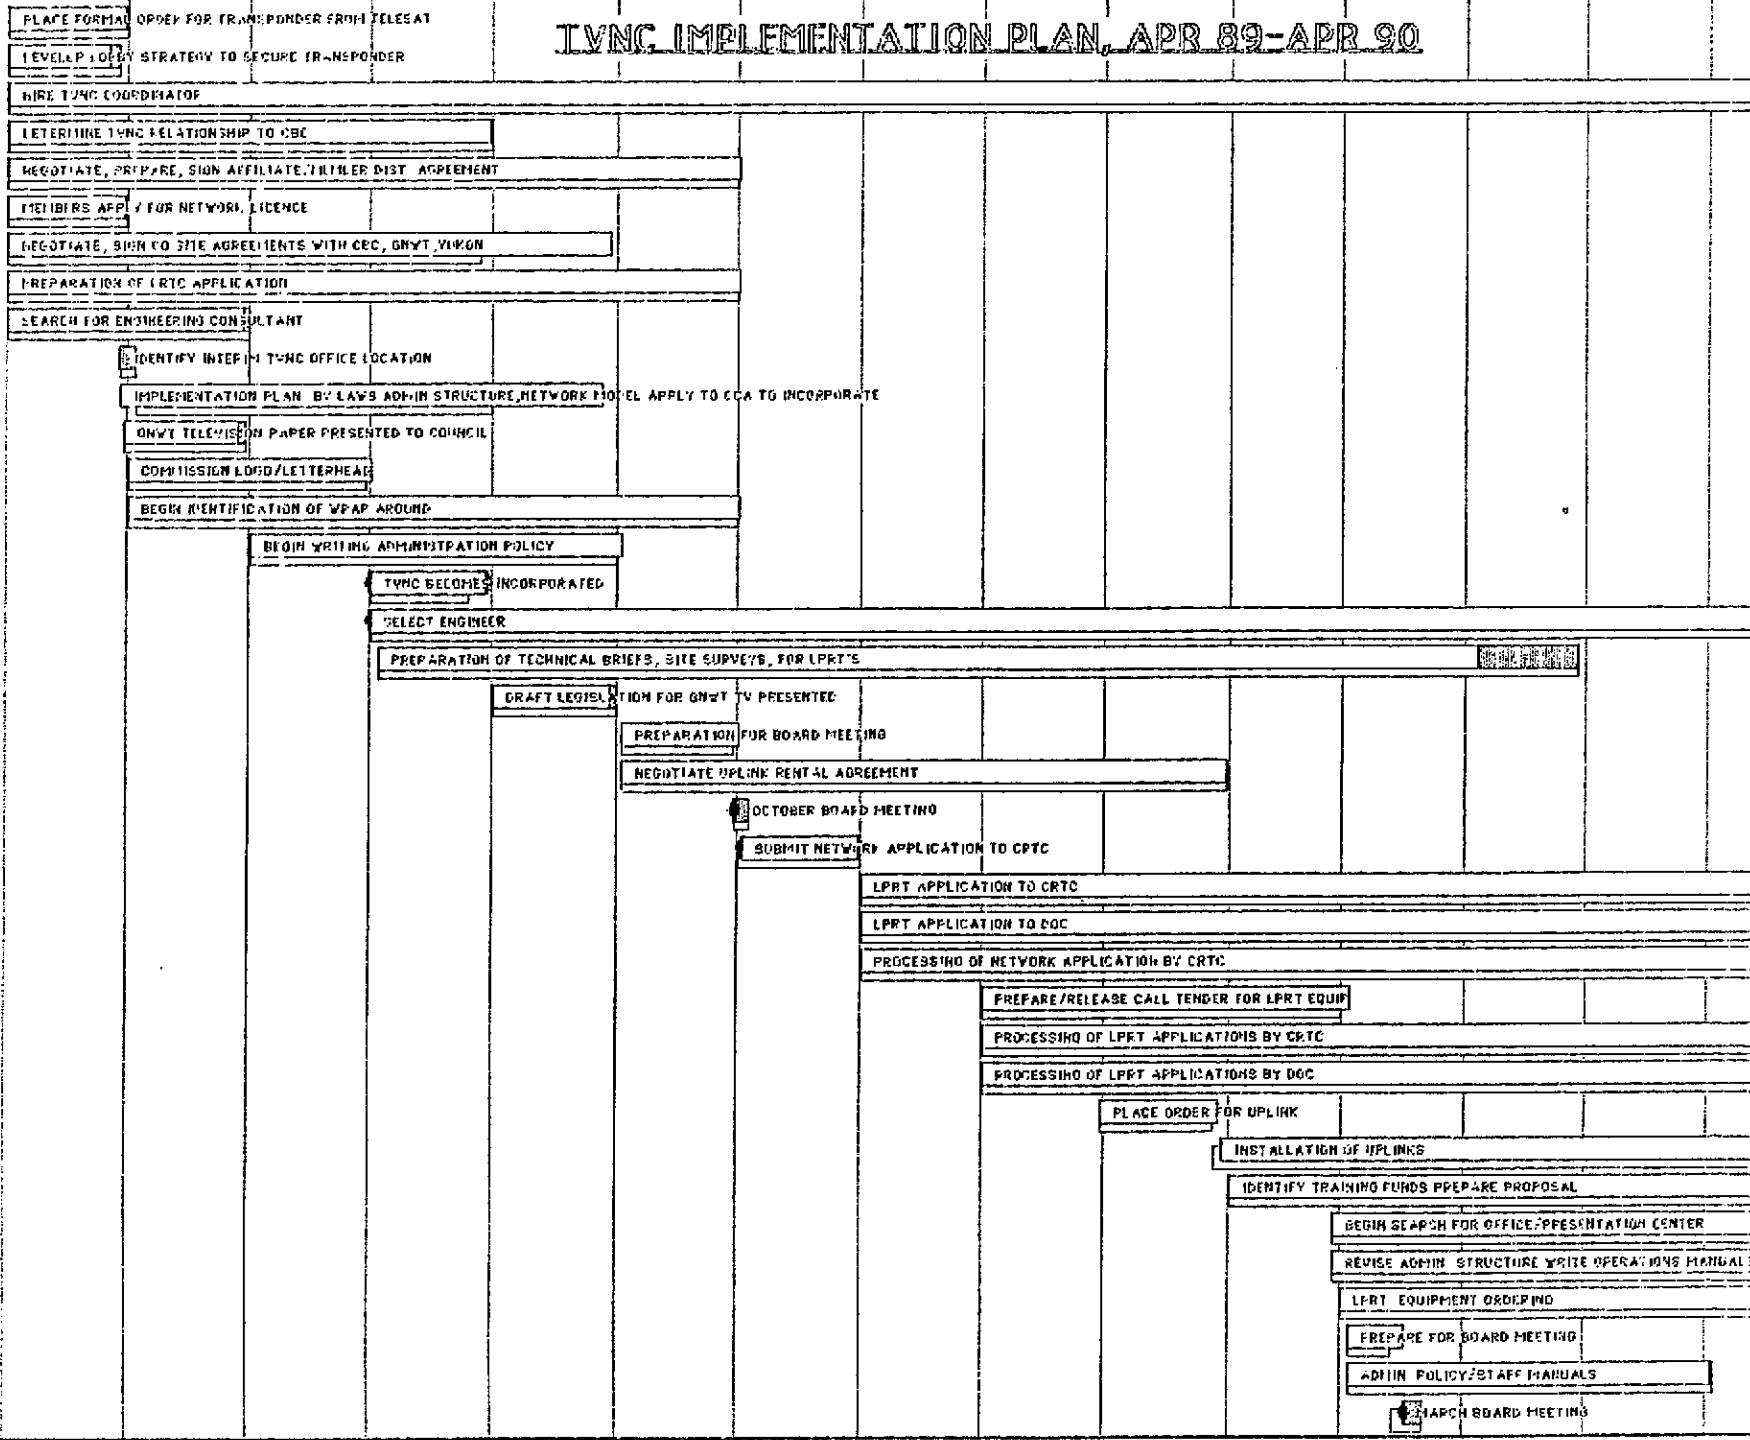 TVNC IMPLEMENTATION PLAN, APR 89-APR 90
PLACE FORMAL ORDER FOR TRANSPONDER FROM TELESAT
DEVELOP LOBBY STRATEGY TO SECURE TRANSPONDER
HIRE TVNC COORDINATOR
DETERMINE TVNC RELATIONSHIP TO CBC
NEGOTIATE, PREPARE, SIGN AFFILIATE/MEMBER DIST AGREEMENT
MEMBERS APPLY FOR NETWORK LICENCE
NEGOTIATE, SIGN CO SITE AGREEMENTS WITH CBC, GNWT, YUKON
PREPARATION OF CRTC APPLICATION
SEARCH FOR ENGINEERING CONSULTANT
IDENTIFY INTERIM TVNC OFFICE LOCATION
IMPLEMENTATION PLAN BY LAWS ADMIN STRUCTURE, NETWORK MODEL APPLY TO CCA TO INCORPORATE
GNWT TELEVISION PAPER PRESENTED TO COUNCIL
COMMISSION LOGO/LETTERHEAD
BEGIN IDENTIFICATION OF WRAP AROUND
BEGIN WRITING ADMINISTRATION POLICY
TVNC BECOMES INCORPORATED
SELECT ENGINEER
PREPARATION OF TECHNICAL BRIEFS, SITE SURVEYS, FOR LPRT'S
DRAFT LEGISLATION FOR GNWT TV PRESENTED
PREPARATION FOR BOARD MEETING
NEGOTIATE UPLINK RENTAL AGREEMENT
OCTOBER BOARD MEETING
SUBMIT NETWORK APPLICATION TO CRTC
LPRT APPLICATION TO CRTC
LPRT APPLICATION TO DOC
PROCESSING OF NETWORK APPLICATION BY CRTC
PREPARE/RELEASE CALL TENDER FOR LPRT EQUIP
PROCESSING OF LPRT APPLICATIONS BY CRTC
PROCESSING OF LPRT APPLICATIONS BY DOC
PLACE ORDER FOR UPLINK
INSTALLATION OF UPLINKS
IDENTIFY TRAINING FUNDS PREPARE PROPOSAL
BEGIN SEARCH FOR OFFICE/PRESENTATION CENTER
REVISE ADMIN STRUCTURE WRITE OPERATIONS MANUAL
LPRT EQUIPMENT ORDERING
PREPARE FOR BOARD MEETING
ADMIN POLICY/STAFF MANUALS
MARCH BOARD MEETING